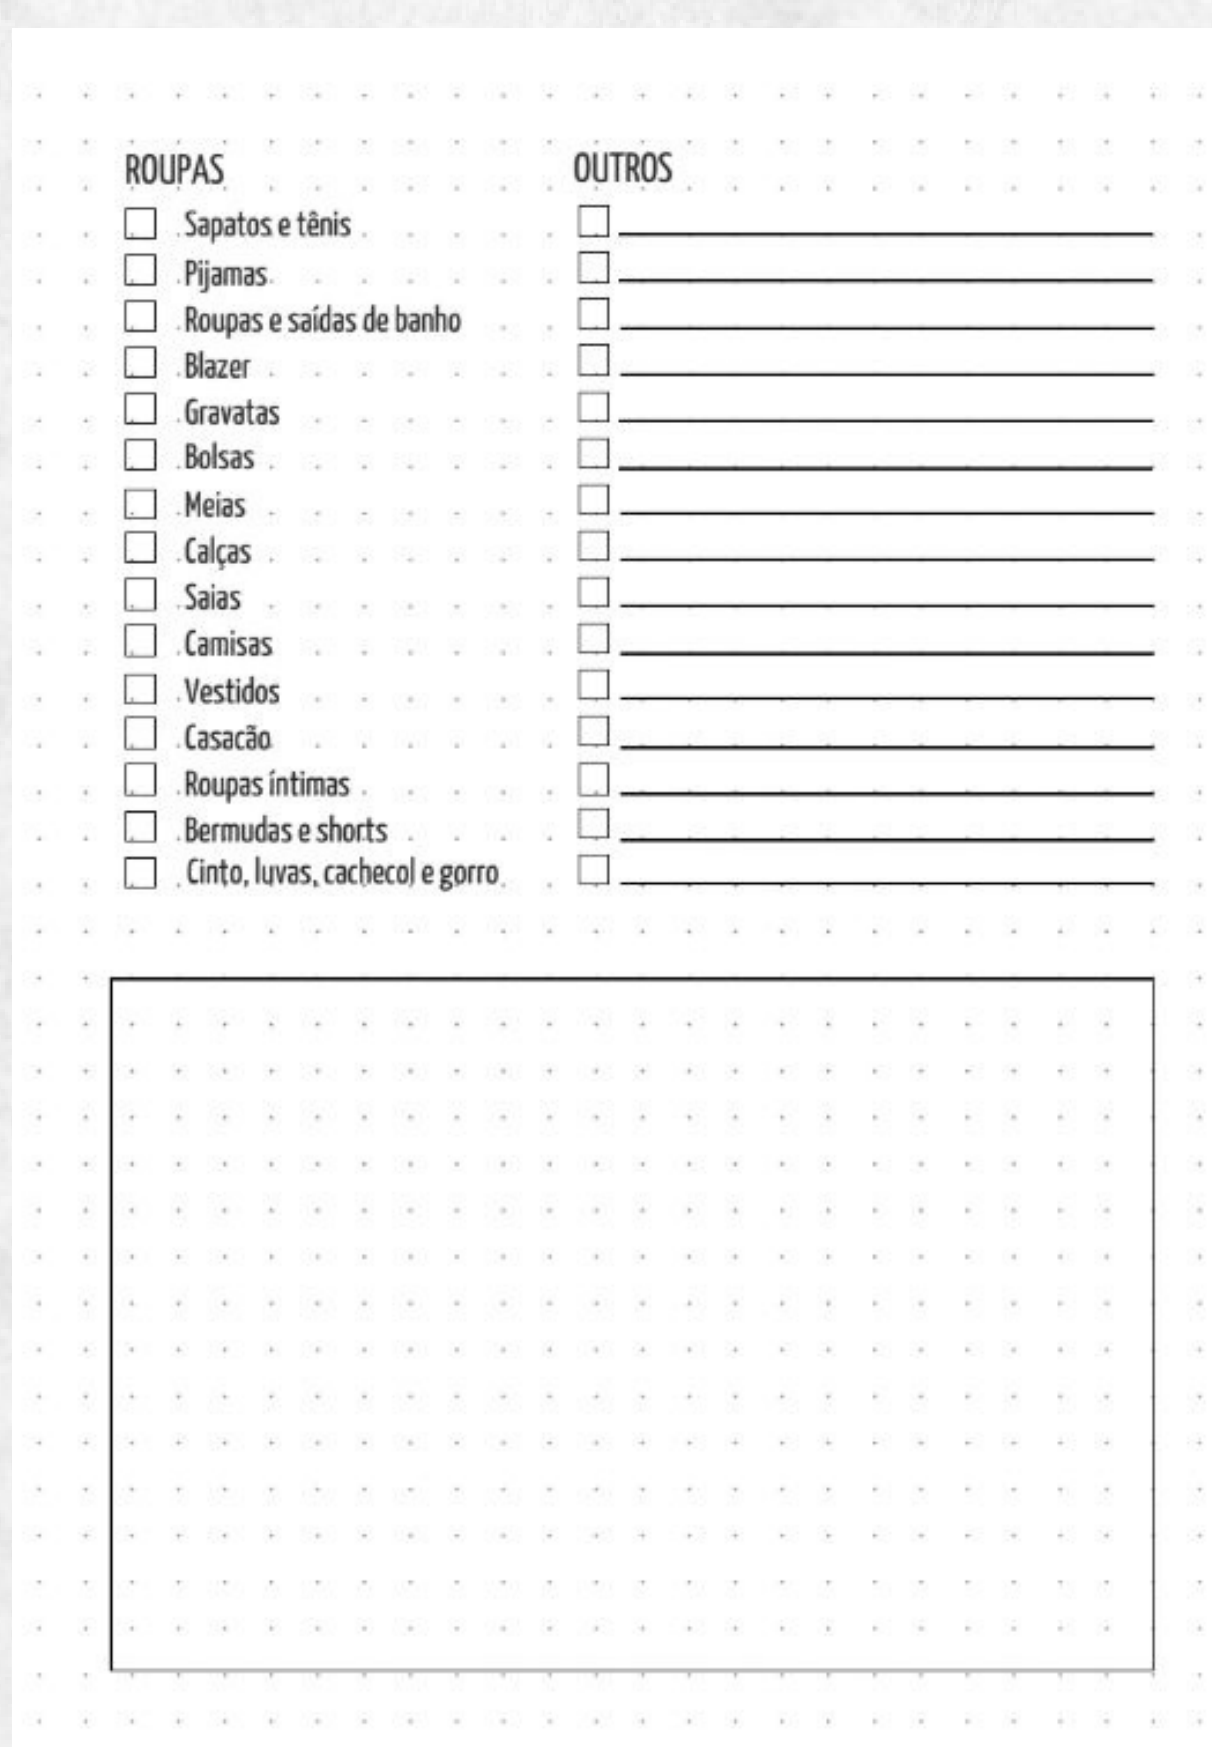 ROUPAS
Sapatos e tênis
Pijamas
Roupas e saídas de banho
Blazer
Gravatas
Bolsas
Meias
Calças
Saias
Camisas
Vestidos
Casacão
Roupas íntimas
Bermudas e shorts
Cinto, luvas, cachecol e gorro
OUTROS